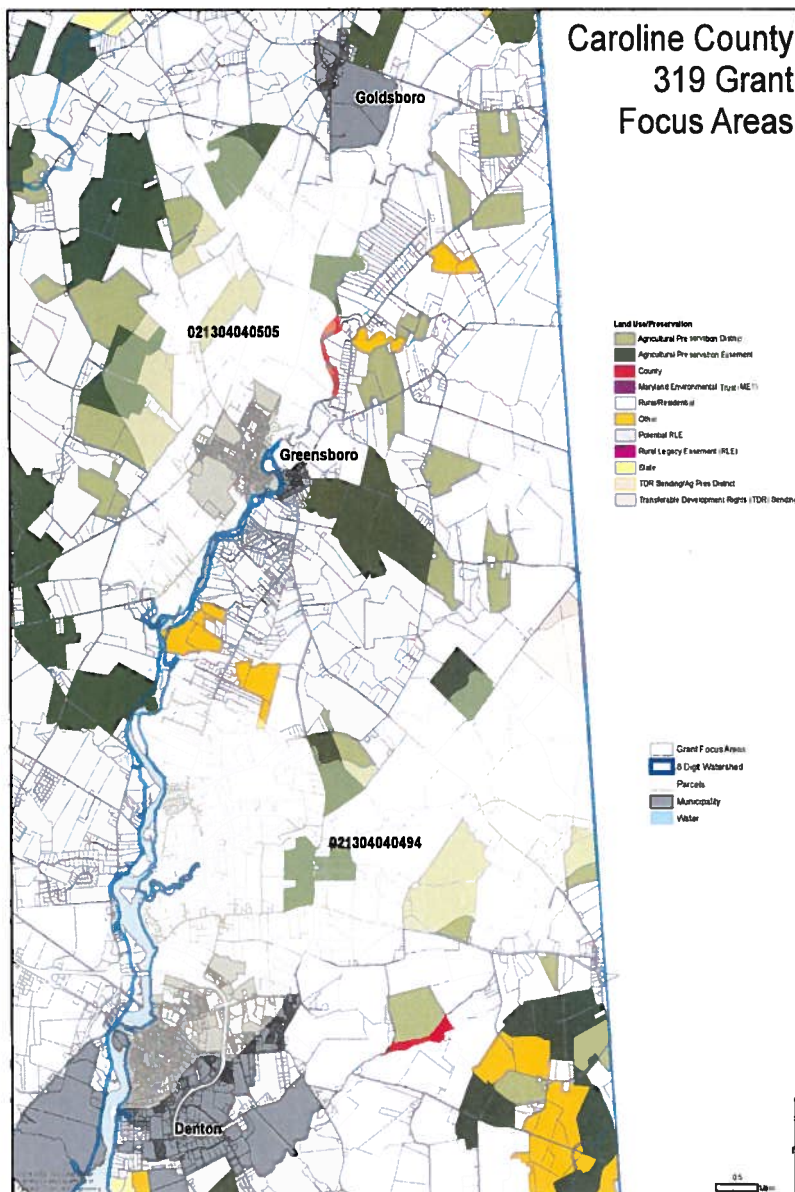 Caroline County
319 Grant
Focus Areas
Goldsboro
021304040505
Greensboro
021304040494
Denton
Land Use/Preservation
Agricultural Preservation District
Agricultural Preservation Easement
County
Maryland Environmental Trust (MET)
Rural/Residential
Other
Potential RLE
Rural Legacy Easement (RLE)
State
TDR Sending/Ag Pres District
Transferable Development Rights (TDR) Sending
Grant Focus Areas
8 Digit Watershed
Parcels
Municipality
Water
0.5